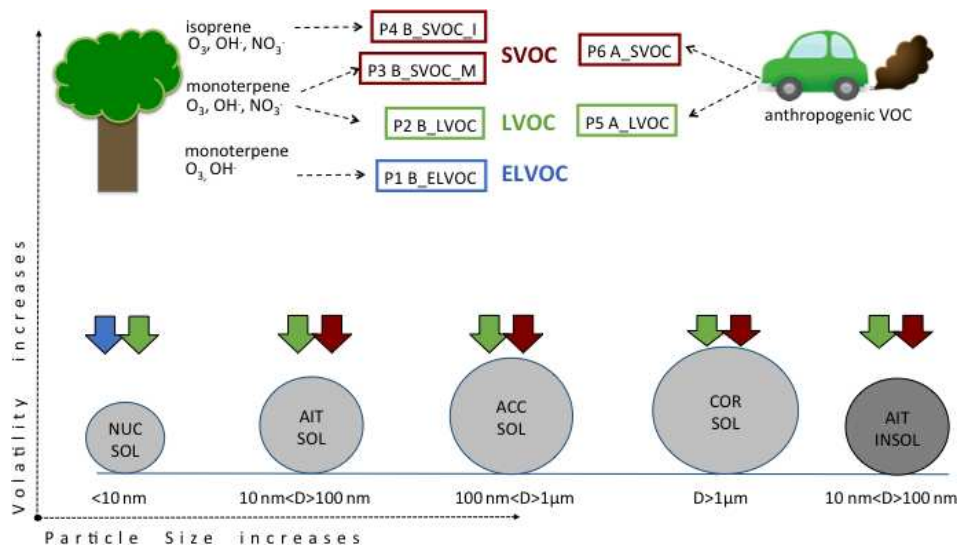 isoprene
O₃, OH·, NO₃·
P4 B_SVOC_I
SVOC
P6 A_SVOC
P3 B_SVOC_M
monoterpene
O₃, OH·, NO₃·
P2 B_LVOC
LVOC
P5 A_LVOC
anthropogenic VOC
monoterpene
O₃, OH·
P1 B_ELVOC
ELVOC
Volatility increases
NUC
SOL
AIT
SOL
ACC
SOL
COR
SOL
AIT
INSOL
<10 nm
10 nm<D>100 nm
100 nm<D>1μm
D>1μm
10 nm<D>100 nm
Particle Size increases